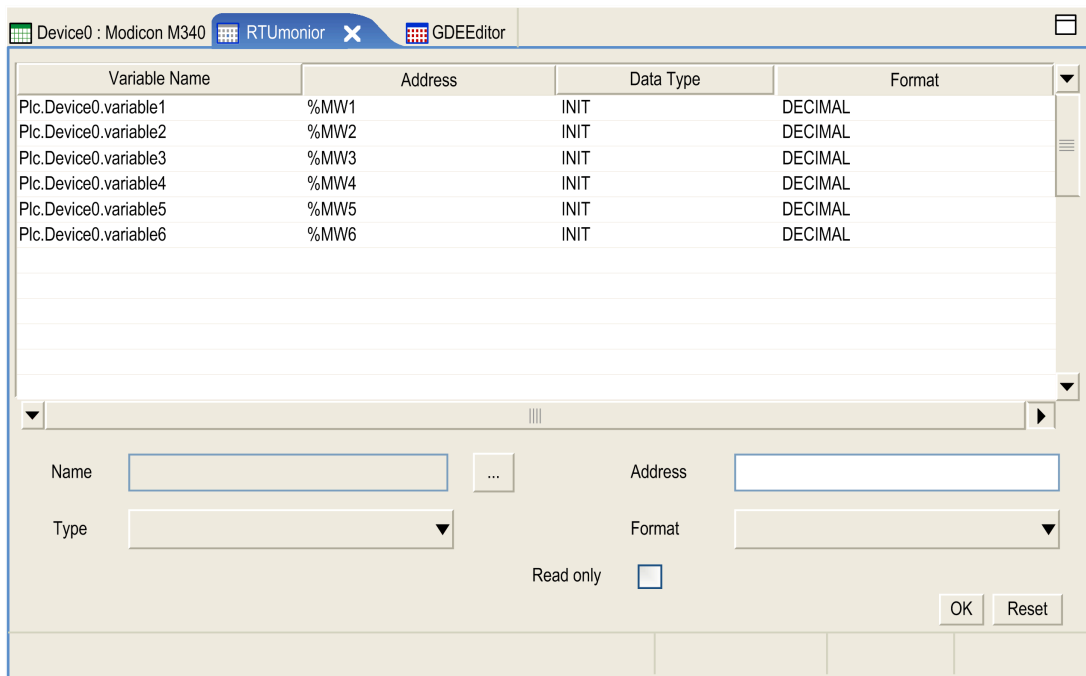 Device0 : Modicon M340 RTUmonior GDEEditor
Variable Name Address Data Type Format
Plc.Device0.variable1 %MW1 INIT DECIMAL
Plc.Device0.variable2 %MW2 INIT DECIMAL
Plc.Device0.variable3 %MW3 INIT DECIMAL
Plc.Device0.variable4 %MW4 INIT DECIMAL
Plc.Device0.variable5 %MW5 INIT DECIMAL
Plc.Device0.variable6 %MW6 INIT DECIMAL
Name ... Address
Type Format
Read only
OK Reset